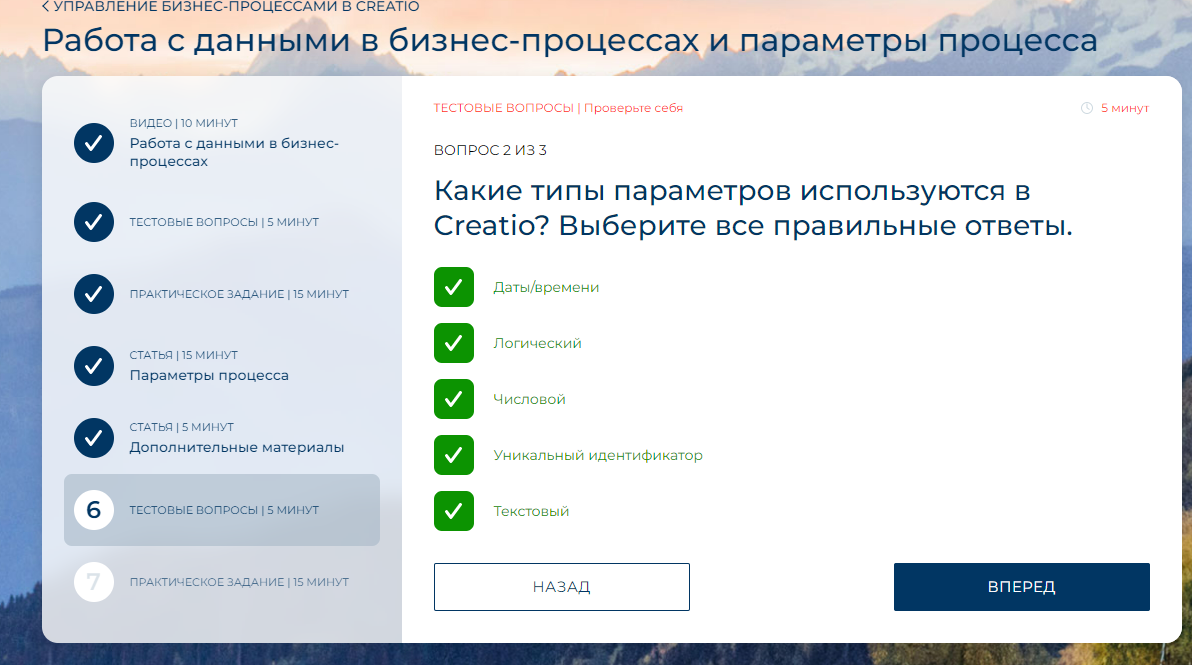 < УПРАВЛЕНИЕ БИЗНЕС-ПРОЦЕССАМИ В CREATIO
Работа с данными в бизнес-процессах и параметры процесса
ВИДЕО | 10 МИНУТ
Работа с данными в бизнес-
процессах
ТЕСТОВЫЕ ВОПРОСЫ | 5 МИНУТ
ПРАКТИЧЕСКОЕ ЗАДАНИЕ | 15 МИНУТ
СТАТЬЯ | 15 МИНУТ
Параметры процесса
СТАТЬЯ | 5 МИНУТ
Дополнительные материалы
6
ТЕСТОВЫЕ ВОПРОСЫ | 5 МИНУТ
7
ПРАКТИЧЕСКОЕ ЗАДАНИЕ | 15 МИНУТ
ТЕСТОВЫЕ ВОПРОСЫ | Проверьте себя
5 минут
ВОПРОС 2 ИЗ 3
Какие типы параметров используются в
Creatio? Выберите все правильные ответы.
Даты/времени
Логический
Числовой
Уникальный идентификатор
Текстовый
НАЗАД
ВПЕРЕД